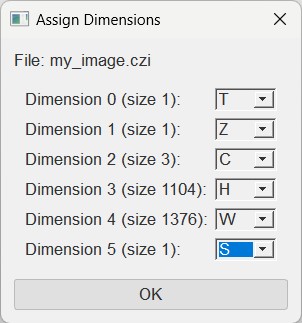 Assign Dimensions
File: my_image.czi
Dimension 0 (size 1): T
Dimension 1 (size 1): Z
Dimension 2 (size 3): C
Dimension 3 (size 1104): H
Dimension 4 (size 1376): W
Dimension 5 (size 1): S
OK